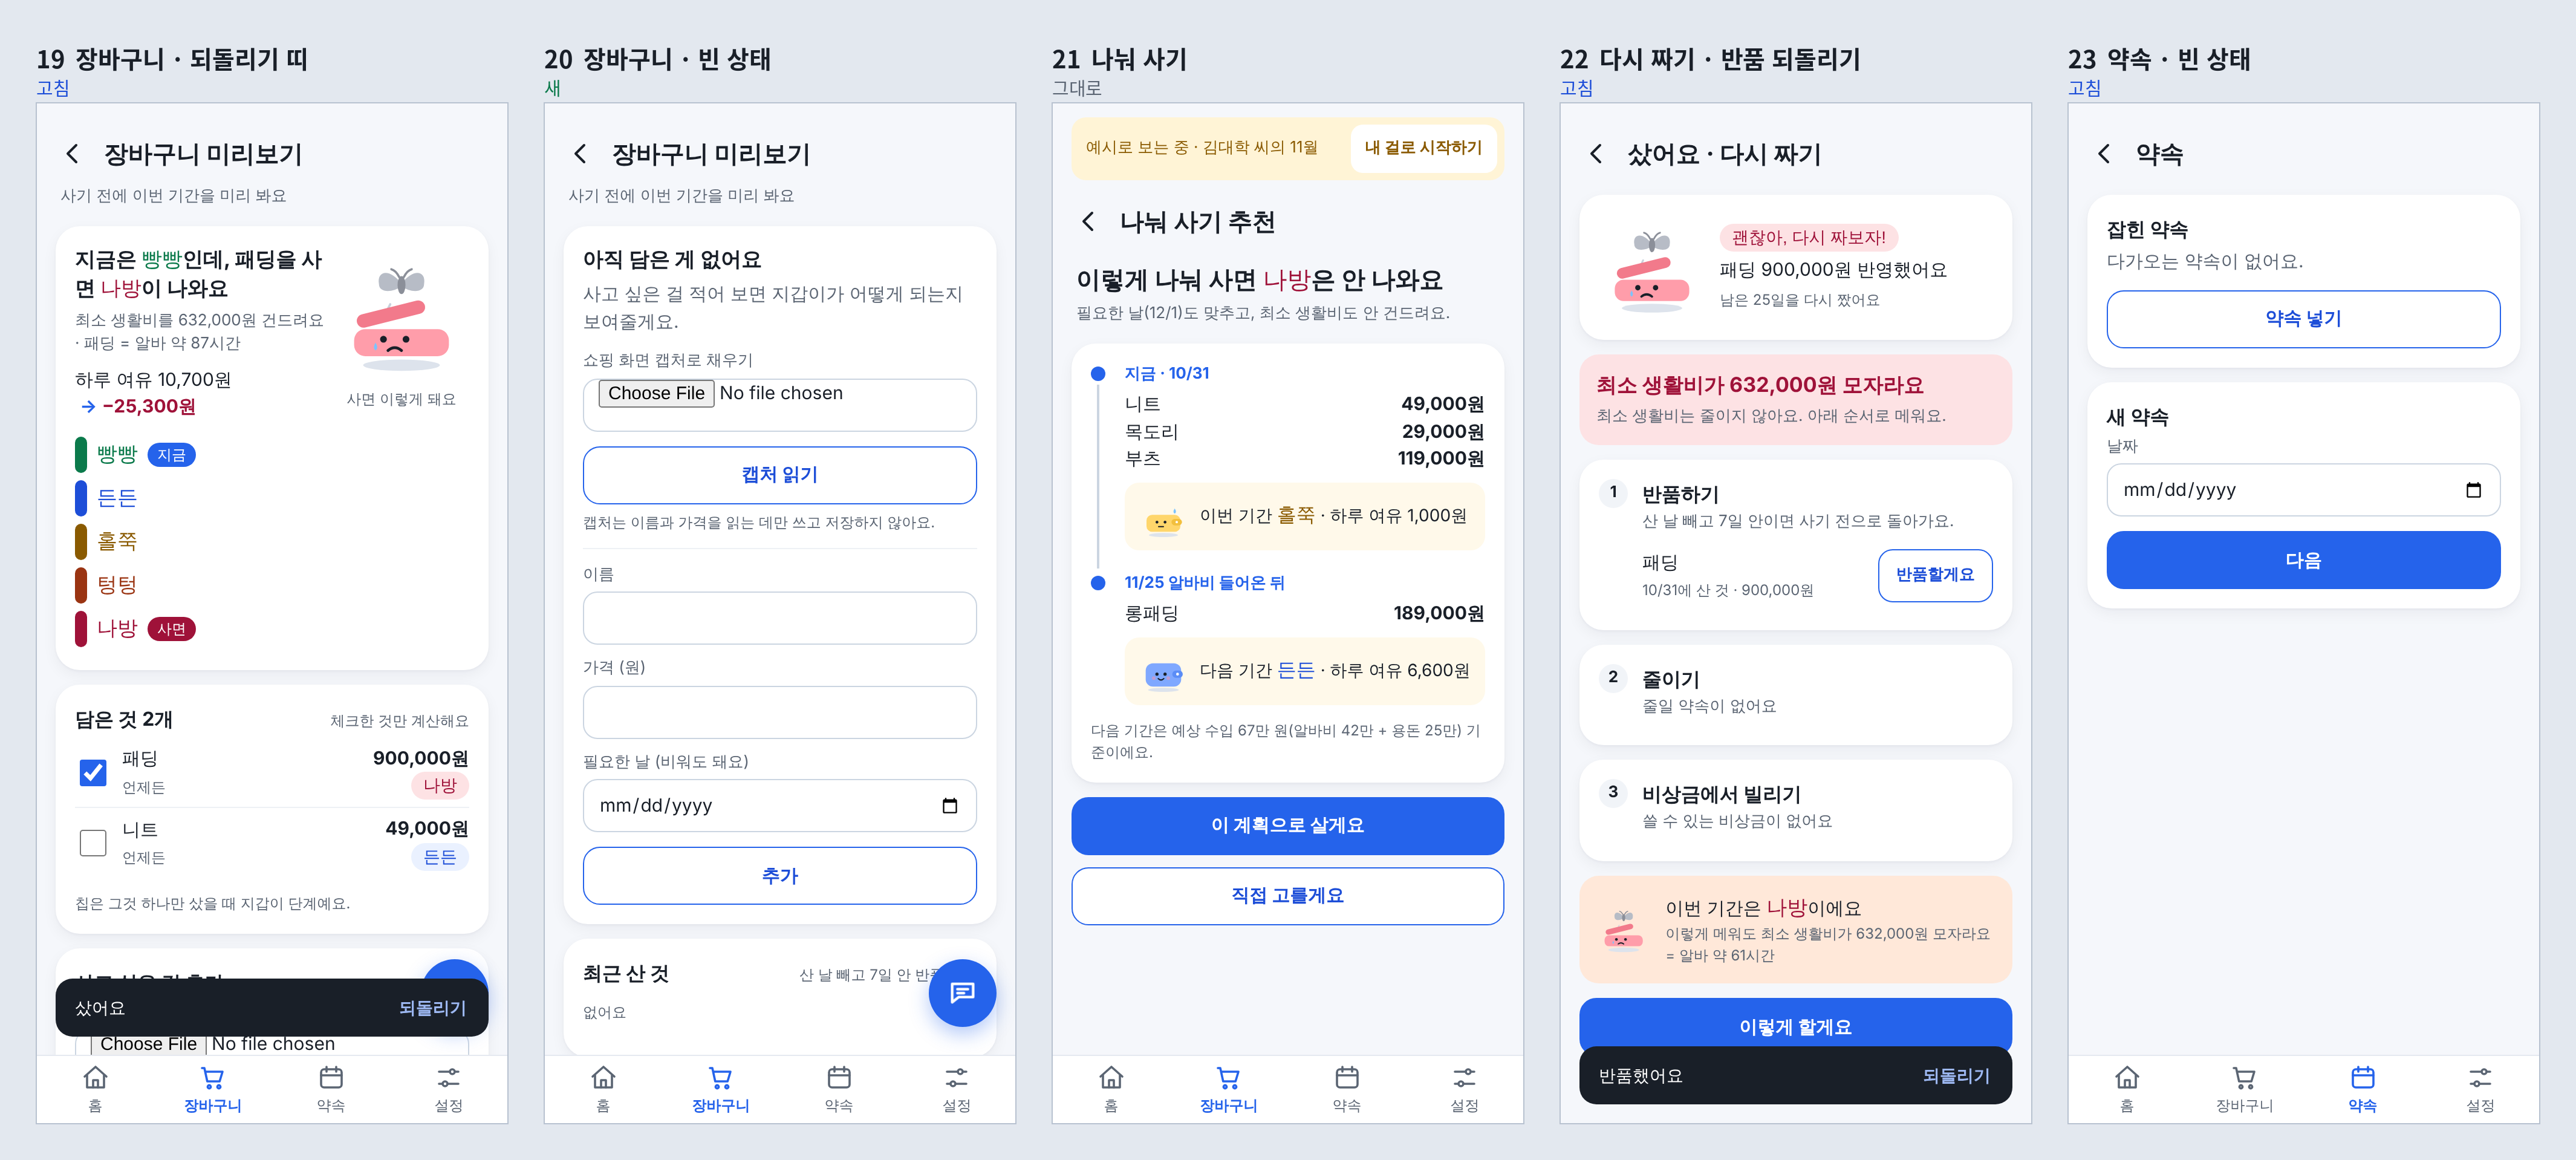 19 장바구니 · 되돌리기 띠
고침
장바구니 미리보기
사기 전에 이번 기간을 미리 봐요
지금은 빵빵인데, 패딩을 사
면 나방이 나와요
최소 생활비를 632,000원 건드려요
· 패딩 = 알바 약 87시간
하루 여유 10,700원
→ −25,300원
사면 이렇게 돼요
빵빵 지금
든든
홀쭉
텅텅
나방 사면
담은 것 2개 체크한 것만 계산해요
패딩 900,000원
언제든 나방
니트 49,000원
언제든 든든
칩은 그것 하나만 샀을 때 지갑이 단계예요.
샀어요 되돌리기
Choose File No file chosen
홈 장바구니 약속 설정
20 장바구니 · 빈 상태
새
장바구니 미리보기
사기 전에 이번 기간을 미리 봐요
아직 담은 게 없어요
사고 싶은 걸 적어 보면 지갑이가 어떻게 되는지
보여줄게요.
쇼핑 화면 캡처로 채우기
Choose File No file chosen
캡처 읽기
캡처는 이름과 가격을 읽는 데만 쓰고 저장하지 않아요.
이름
가격 (원)
필요한 날 (비워도 돼요)
mm/dd/yyyy
추가
최근 산 것 산 날 빼고 7일 안 반
없어요
홈 장바구니 약속 설정
21 나눠 사기
그대로
예시로 보는 중 · 김대학 씨의 11월 내 걸로 시작하기
나눠 사기 추천
이렇게 나눠 사면 나방은 안 나와요
필요한 날(12/1)도 맞추고, 최소 생활비도 안 건드려요.
지금 · 10/31
니트 49,000원
목도리 29,000원
부츠 119,000원
이번 기간 홀쭉 · 하루 여유 1,000원
11/25 알바비 들어온 뒤
롱패딩 189,000원
다음 기간 든든 · 하루 여유 6,600원
다음 기간은 예상 수입 67만 원(알바비 42만 + 용돈 25만) 기
준이에요.
이 계획으로 살게요
직접 고를게요
홈 장바구니 약속 설정
22 다시 짜기 · 반품 되돌리기
고침
샀어요 · 다시 짜기
괜찮아, 다시 짜보자!
패딩 900,000원 반영했어요
남은 25일을 다시 짰어요
최소 생활비가 632,000원 모자라요
최소 생활비는 줄이지 않아요. 아래 순서로 메워요.
1 반품하기
산 날 빼고 7일 안이면 사기 전으로 돌아가요.
패딩
10/31에 산 것 · 900,000원
반품할게요
2 줄이기
줄일 약속이 없어요
3 비상금에서 빌리기
쓸 수 있는 비상금이 없어요
이번 기간은 나방이에요
이렇게 메워도 최소 생활비가 632,000원 모자라요
= 알바 약 61시간
이렇게 할게요
반품했어요 되돌리기
23 약속 · 빈 상태
고침
약속
잡힌 약속
다가오는 약속이 없어요.
약속 넣기
새 약속
날짜
mm/dd/yyyy
다음
홈 장바구니 약속 설정